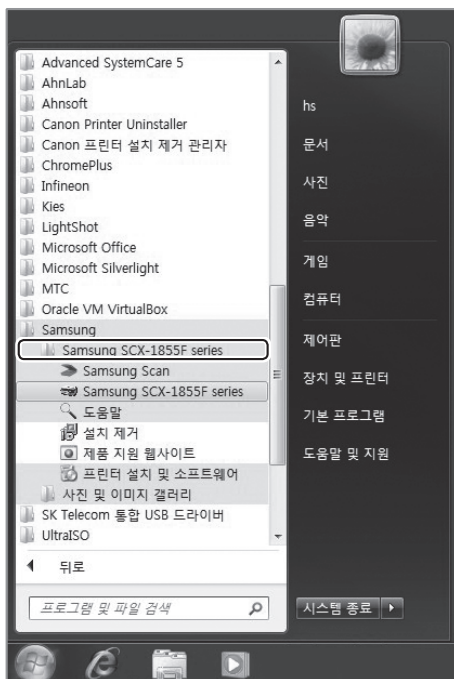 Advanced SystemCare 5
AhnLab
Ahnsoft
Canon Printer Uninstaller
Canon 프린터 설치 제거 관리자
ChromePlus
Infineon
Kies
LightShot
Microsoft Office
Microsoft Silverlight
MTC
Oracle VM VirtualBox
Samsung
Samsung SCX-1855F series
Samsung Scan
Samsung SCX-1855F series
도움말
설치 제거
제품 지원 웹사이트
프린터 설치 및 소프트웨어
사진 및 이미지 갤러리
SK Telecom 통합 USB 드라이버
UltraISO
뒤로
프로그램 및 파일 검색
hs
문서
사진
음악
게임
컴퓨터
제어판
장치 및 프린터
기본 프로그램
도움말 및 지원
시스템 종료